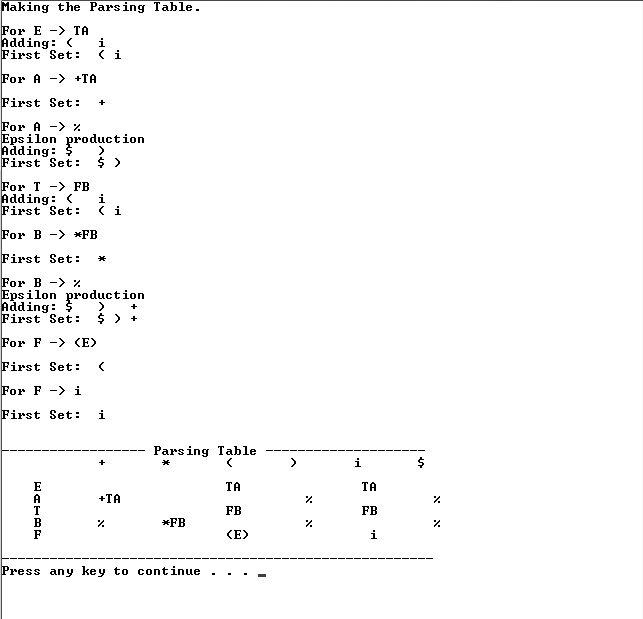 Making the Parsing Table.
For E -> TA
Adding: (   i
First Set:  ( i
For A -> +TA
First Set:  +
For A -> %
Epsilon production
Adding: $   )
First Set:  $ )
For T -> FB
Adding: (   i
First Set:  ( i
For B -> *FB
First Set:  *
For B -> %
Epsilon production
Adding: $   )   +
First Set:  $ ) +
For F -> (E)
First Set:  (
For F -> i
First Set:  i
------------------ Parsing Table --------------------
            +       *       (       )       i       $
    E                       TA               TA
    A       +TA                       %               %
    T                       FB               FB
    B       %       *FB               %               %
    F                       (E)               i
------------------------------------------------------
Press any key to continue . . . _